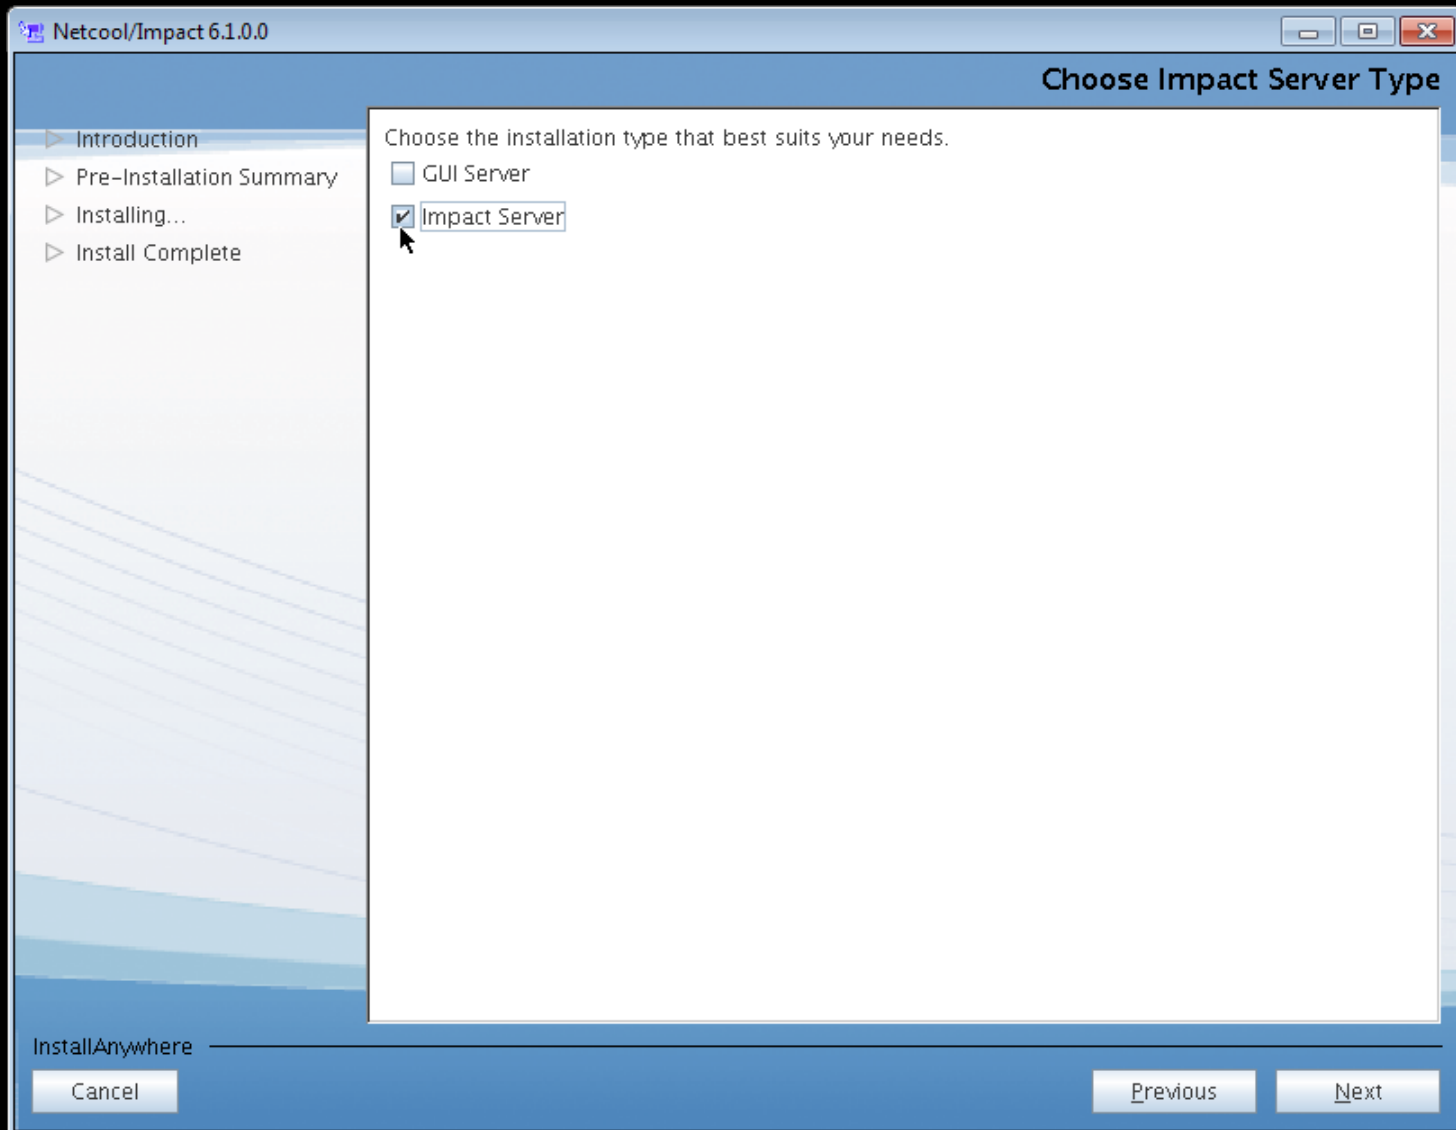 Netcool/Impact 6.1.0.0
Choose Impact Server Type
Introduction
Pre-Installation Summary
Installing...
Install Complete
Choose the installation type that best suits your needs.
GUI Server
Impact Server
InstallAnywhere
Cancel
Previous
Next